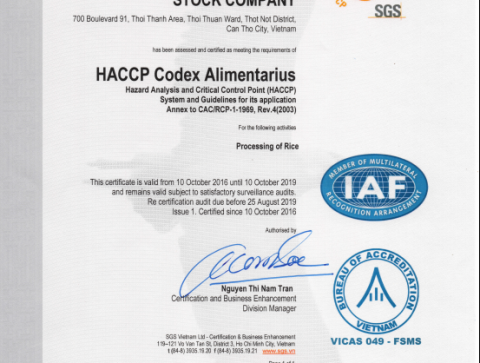 STOCK COMPANY
SGS
700 Boulevard 91, Thoi Thanh Area, Thoi Thuan Ward, Thot Not District,
Can Tho City, Vietnam
has been assessed and certified as meeting the requirements of
HACCP Codex Alimentarius
Hazard Analysis and Critical Control Point (HACCP)
System and Guidelines for its application
Annex to CAC/RCP-1-1969, Rev.4(2003)
For the following activities
Processing of Rice
This certificate is valid from 10 October 2016 until 10 October 2019
and remains valid subject to satisfactory surveillance audits.
Re certification audit due before 25 August 2019
Issue 1. Certified since 10 October 2016
MEMBER OF MULTILATERAL
IAF
RECOGNITION ARRANGEMENT
Authorised by
Nguyen Thi Nam Tran
Certification and Business Enhancement
Division Manager
BUREAU OF ACCREDITATION
VIETNAM
VICAS 049 - FSMS
SGS Vietnam Ltd - Certification & Business Enhancement
119–121 Vo Van Tan St, District 3, Ho Chi Minh City, Vietnam
t (84-8) 3935.19.20 f (84-8) 3935.19.21 www.sgs.vn